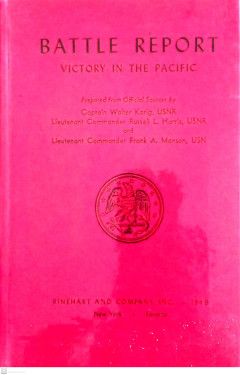 BATTLE REPORT
VICTORY IN THE PACIFIC
Prepared from Official Sources by
Captain Walter Karig, USNR
Lieutenant Commander Russell L. Harris, USNR
and
Lieutenant Commander Frank A. Manson, USN
RINEHART AND COMPANY, INC.
New York
Toronto